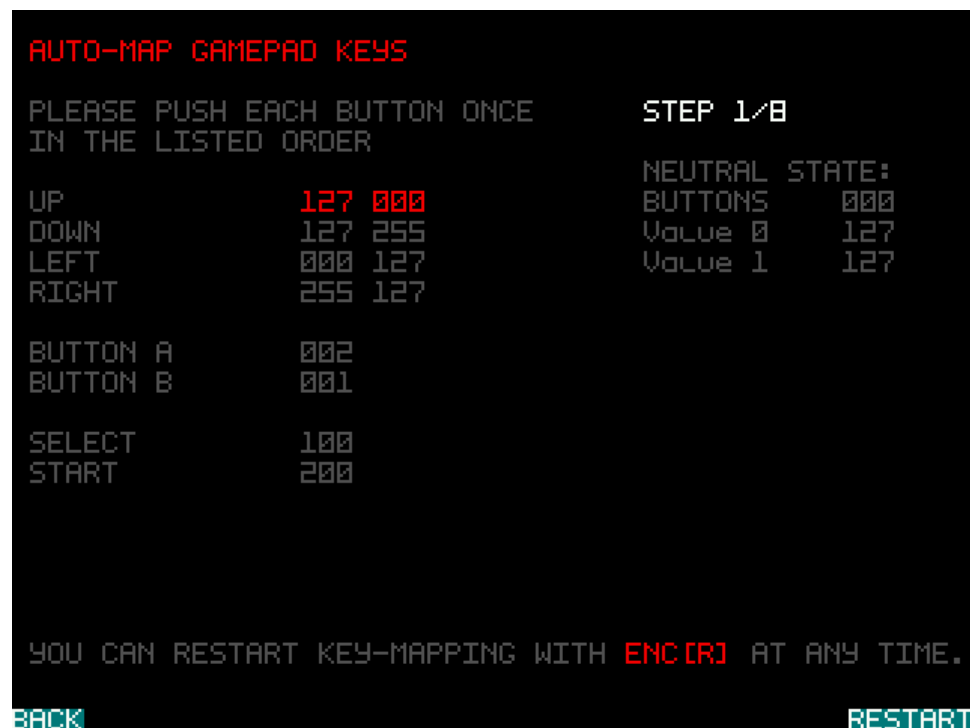 AUTO-MAP GAMEPAD KEYS
PLEASE PUSH EACH BUTTON ONCE
IN THE LISTED ORDER
STEP 1/8
UP 127 000
DOWN 127 255
LEFT 000 127
RIGHT 255 127
NEUTRAL STATE:
BUTTONS 000
Value 0 127
Value 1 127
BUTTON A 002
BUTTON B 001
SELECT 100
START 200
YOU CAN RESTART KEY-MAPPING WITH ENC[R] AT ANY TIME.
BACK
RESTART